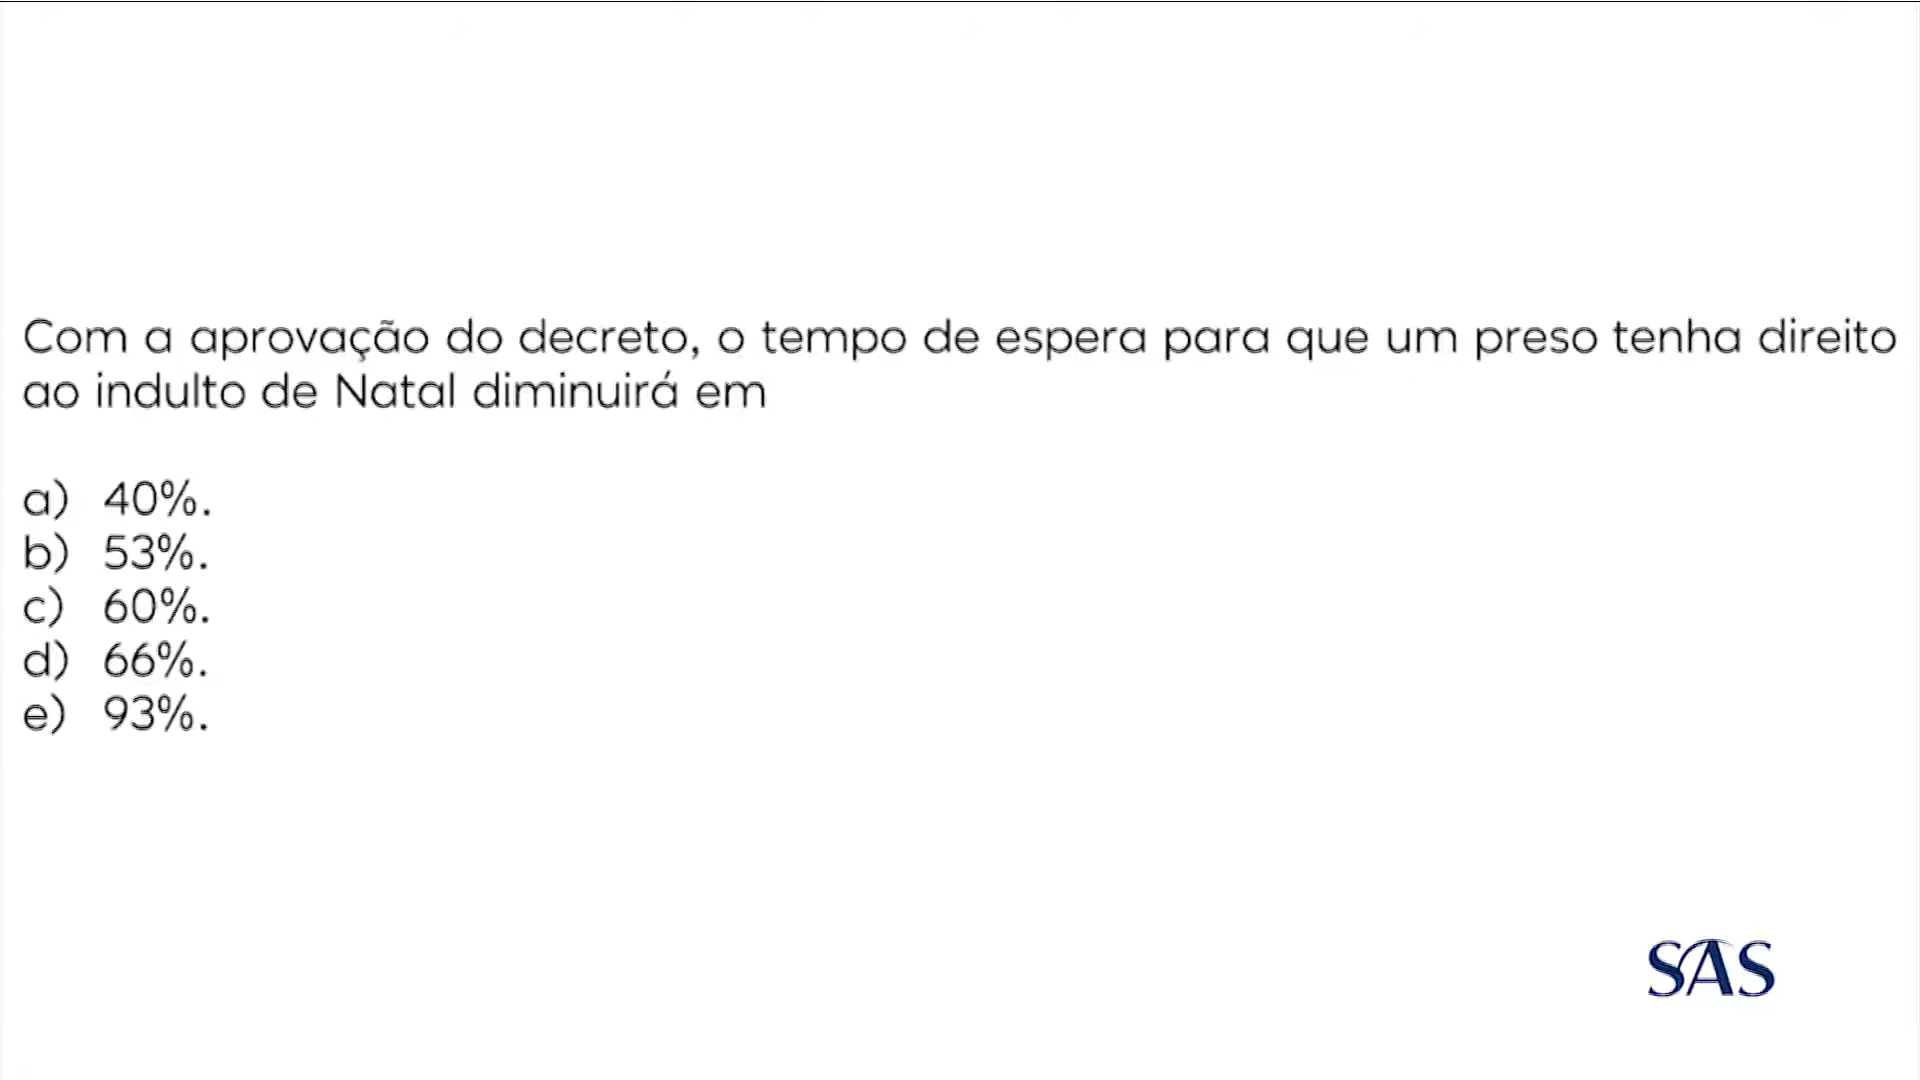 Com a aprovação do decreto, o tempo de espera para que um preso tenha direito
ao indulto de Natal diminuirá em
a) 40%.
b) 53%.
c) 60%.
d) 66%.
e) 93%.
SAS